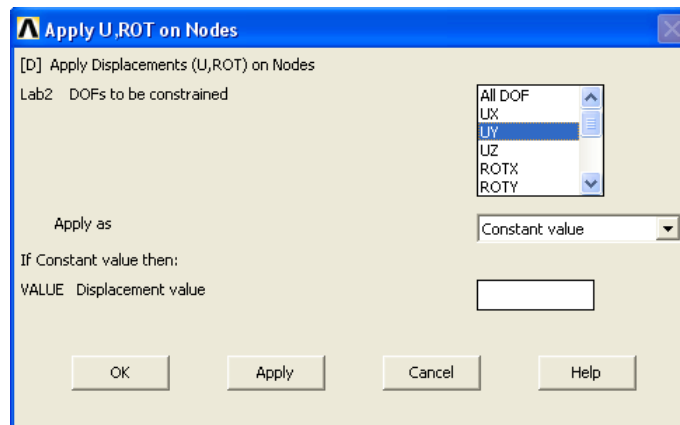 Apply U,ROT on Nodes
[D] Apply Displacements (U,ROT) on Nodes
Lab2 DOFs to be constrained
All DOF
UX
UY
UZ
ROTX
ROTY
Apply as
Constant value
If Constant value then:
VALUE Displacement value
OK
Apply
Cancel
Help